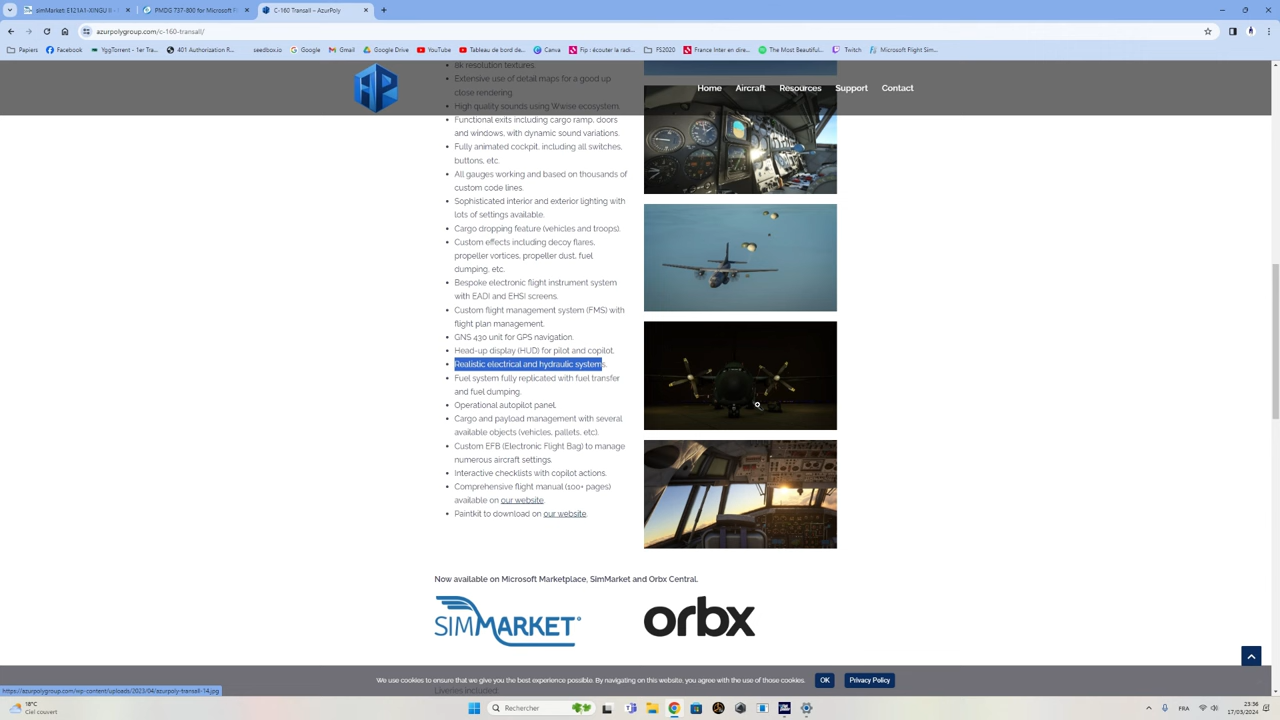 simMarket: E121A1-XINGU II -
PMDG 737-800 for Microsoft F
C-160 Transall – AzurPoly
azurpolygroup.com/c-160-transall/
Papiers
Facebook
YggTorrent - 1er Tra...
401 Authorization R...
seedbox.io
Google
Gmail
Google Drive
YouTube
Tableau de bord de...
Canva
Fip : écouter la radi...
FS2020
France Inter en dire...
The Most Beautiful...
Twitch
Microsoft Flight Sim...
Home
Aircraft
Resources
Support
Contact
8k resolution textures.
Extensive use of detail maps for a good up
close rendering.
High quality sounds using Wwise ecosystem.
Functional exits including cargo ramp, doors
and windows, with dynamic sound variations.
Fully animated cockpit, including all switches,
buttons, etc.
All gauges working and based on thousands of
custom code lines.
Sophisticated interior and exterior lighting with
lots of settings available.
Cargo dropping feature (vehicles and troops).
Custom effects including decoy flares,
propeller vortices, propeller dust, fuel
dumping, etc.
Bespoke electronic flight instrument system
with EADI and EHSI screens.
Custom flight management system (FMS) with
flight plan management.
GNS 430 unit for GPS navigation.
Head-up display (HUD) for pilot and copilot.
Realistic electrical and hydraulic systems.
Fuel system fully replicated with fuel transfer
and fuel dumping.
Operational autopilot panel.
Cargo and payload management with several
available objects (vehicles, pallets, etc).
Custom EFB (Electronic Flight Bag) to manage
numerous aircraft settings.
Interactive checklists with copilot actions.
Comprehensive flight manual (100+ pages)
available on our website.
Paintkit to download on our website.
Now available on Microsoft Marketplace, SimMarket and Orbx Central.
SIMMARKET
orbx
We use cookies to ensure that we give you the best experience possible. By navigating on this website, you agree with the use of those cookies.
OK
Privacy Policy
https://azurpolygroup.com/wp-content/uploads/2023/04/azurpoly-transall-14.jpg
Liveries included:
18°C
Ciel couvert
Rechercher
FRA
23:36
17/03/2024